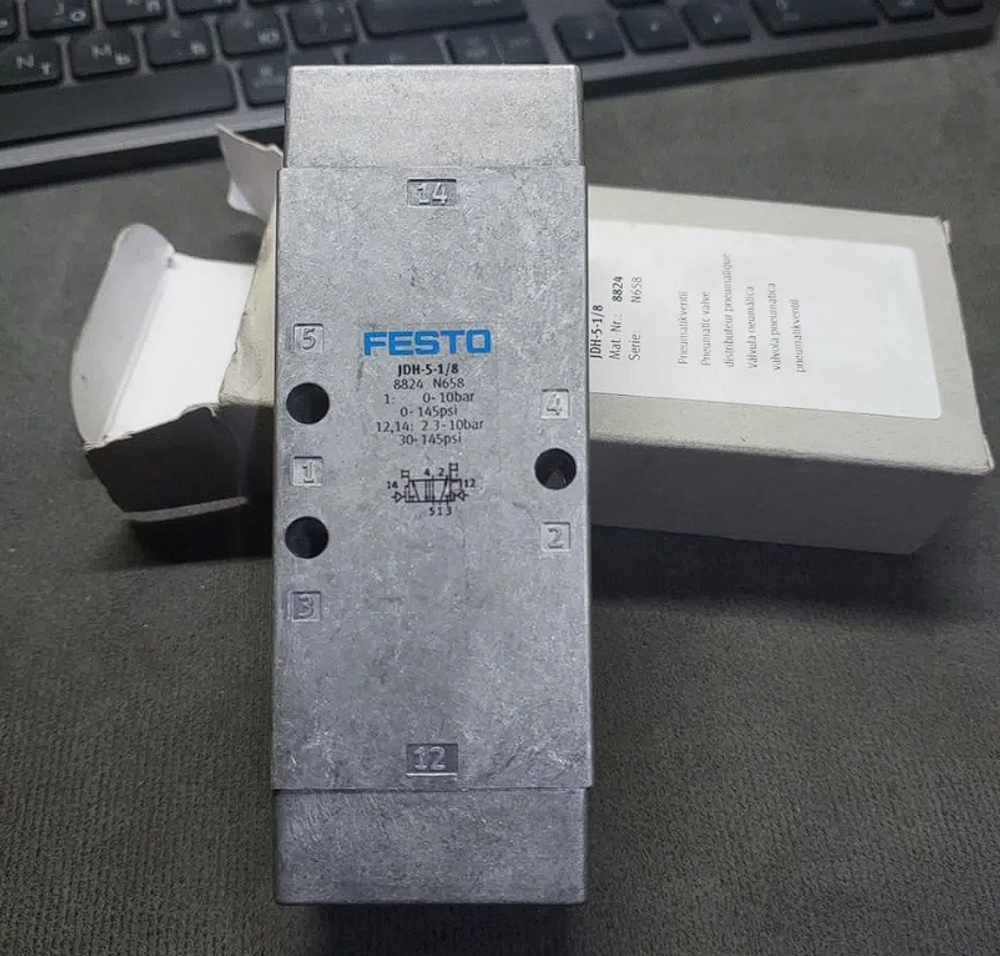 14
5
FESTO
JDH-5-1/8
8824 N658
1: 0-10bar
0-145psi
12,14: 2.3-10bar
30-145psi
4
1
14 4 2 12
5 1 3
2
3
12
JDH-5-1/8
Mat.-Nr.: 8824
Serie: N658
Pneumatikventil
Pneumatic valve
distributeur pneumatique
Válvula neumática
valvola pneumatica
pneumatikventil
N T
M Ь